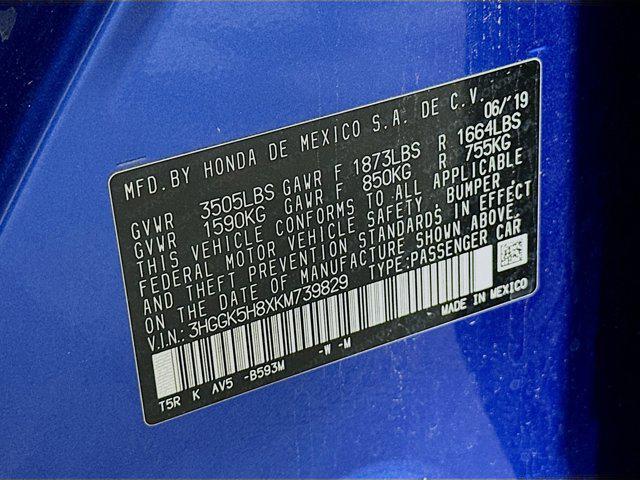 MFD. BY HONDA DE MEXICO S.A. DE C.V. 06/'19
GVWR 3505LBS GAWR F 1873LBS R 1664LBS
GVWR 1590KG GAWR F 850KG R 755KG
THIS VEHICLE CONFORMS TO ALL APPLICABLE
FEDERAL MOTOR VEHICLE SAFETY, BUMPER
AND THEFT PREVENTION STANDARDS IN EFFECT
ON THE DATE OF MANUFACTURE SHOWN ABOVE.
V.I.N: 3HGGK5H8XKM739829 TYPE:PASSENGER CAR
MADE IN MEXICO
T5R K AV5 -B593M -W -M